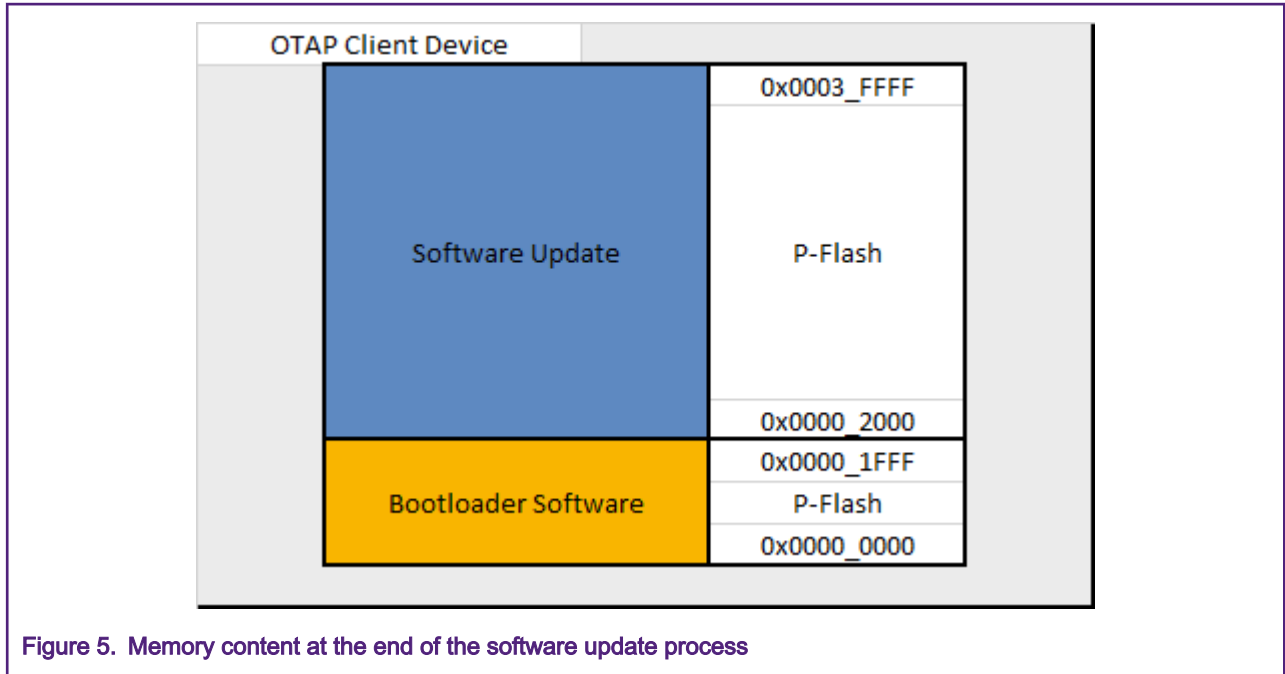 OTAP Client Device
0x0003_FFFF
Software Update
P-Flash
0x0000_2000
0x0000_1FFF
Bootloader Software
P-Flash
0x0000_0000
Figure 5. Memory content at the end of the software update process